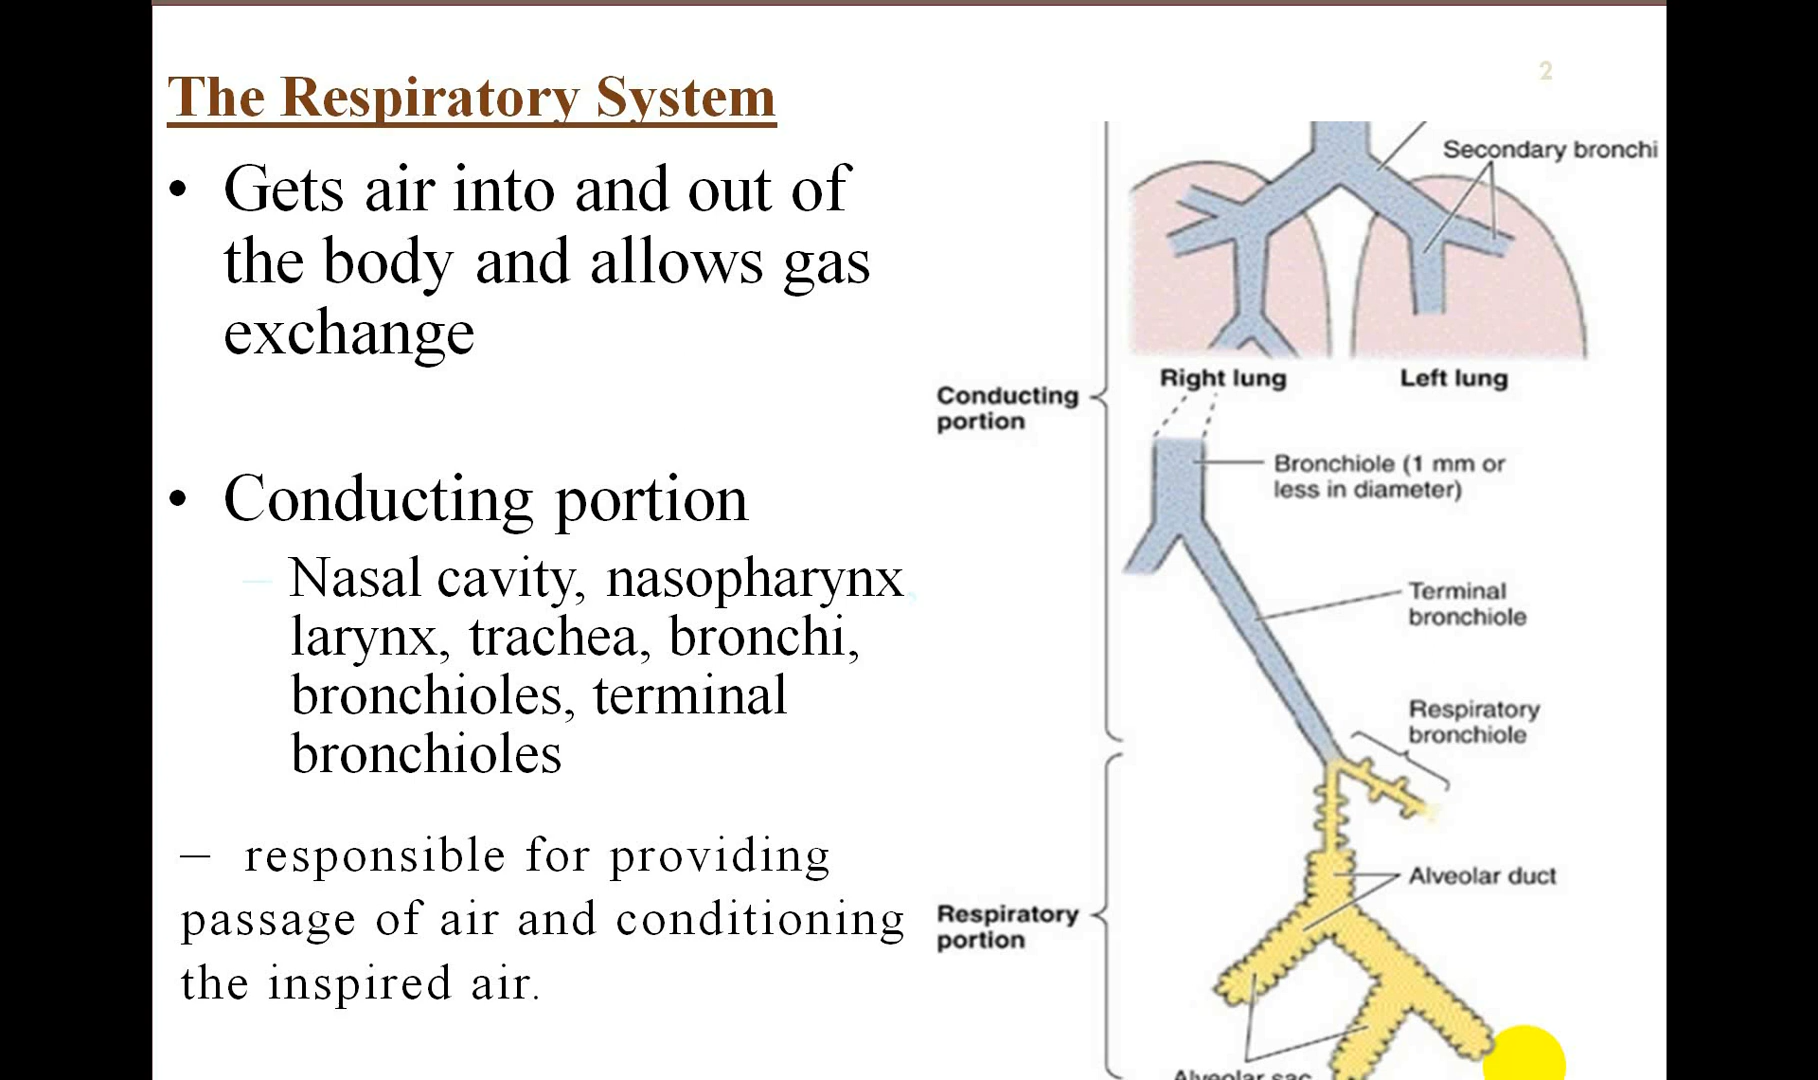 2
The Respiratory System
• Gets air into and out of
the body and allows gas
exchange
• Conducting portion
– Nasal cavity, nasopharynx,
larynx, trachea, bronchi,
bronchioles, terminal
bronchioles
– responsible for providing
passage of air and conditioning
the inspired air.
Secondary bronchi
Right lung
Left lung
Conducting
portion
Bronchiole (1 mm or
less in diameter)
Terminal
bronchiole
Respiratory
bronchiole
Alveolar duct
Respiratory
portion
Alveolar sac